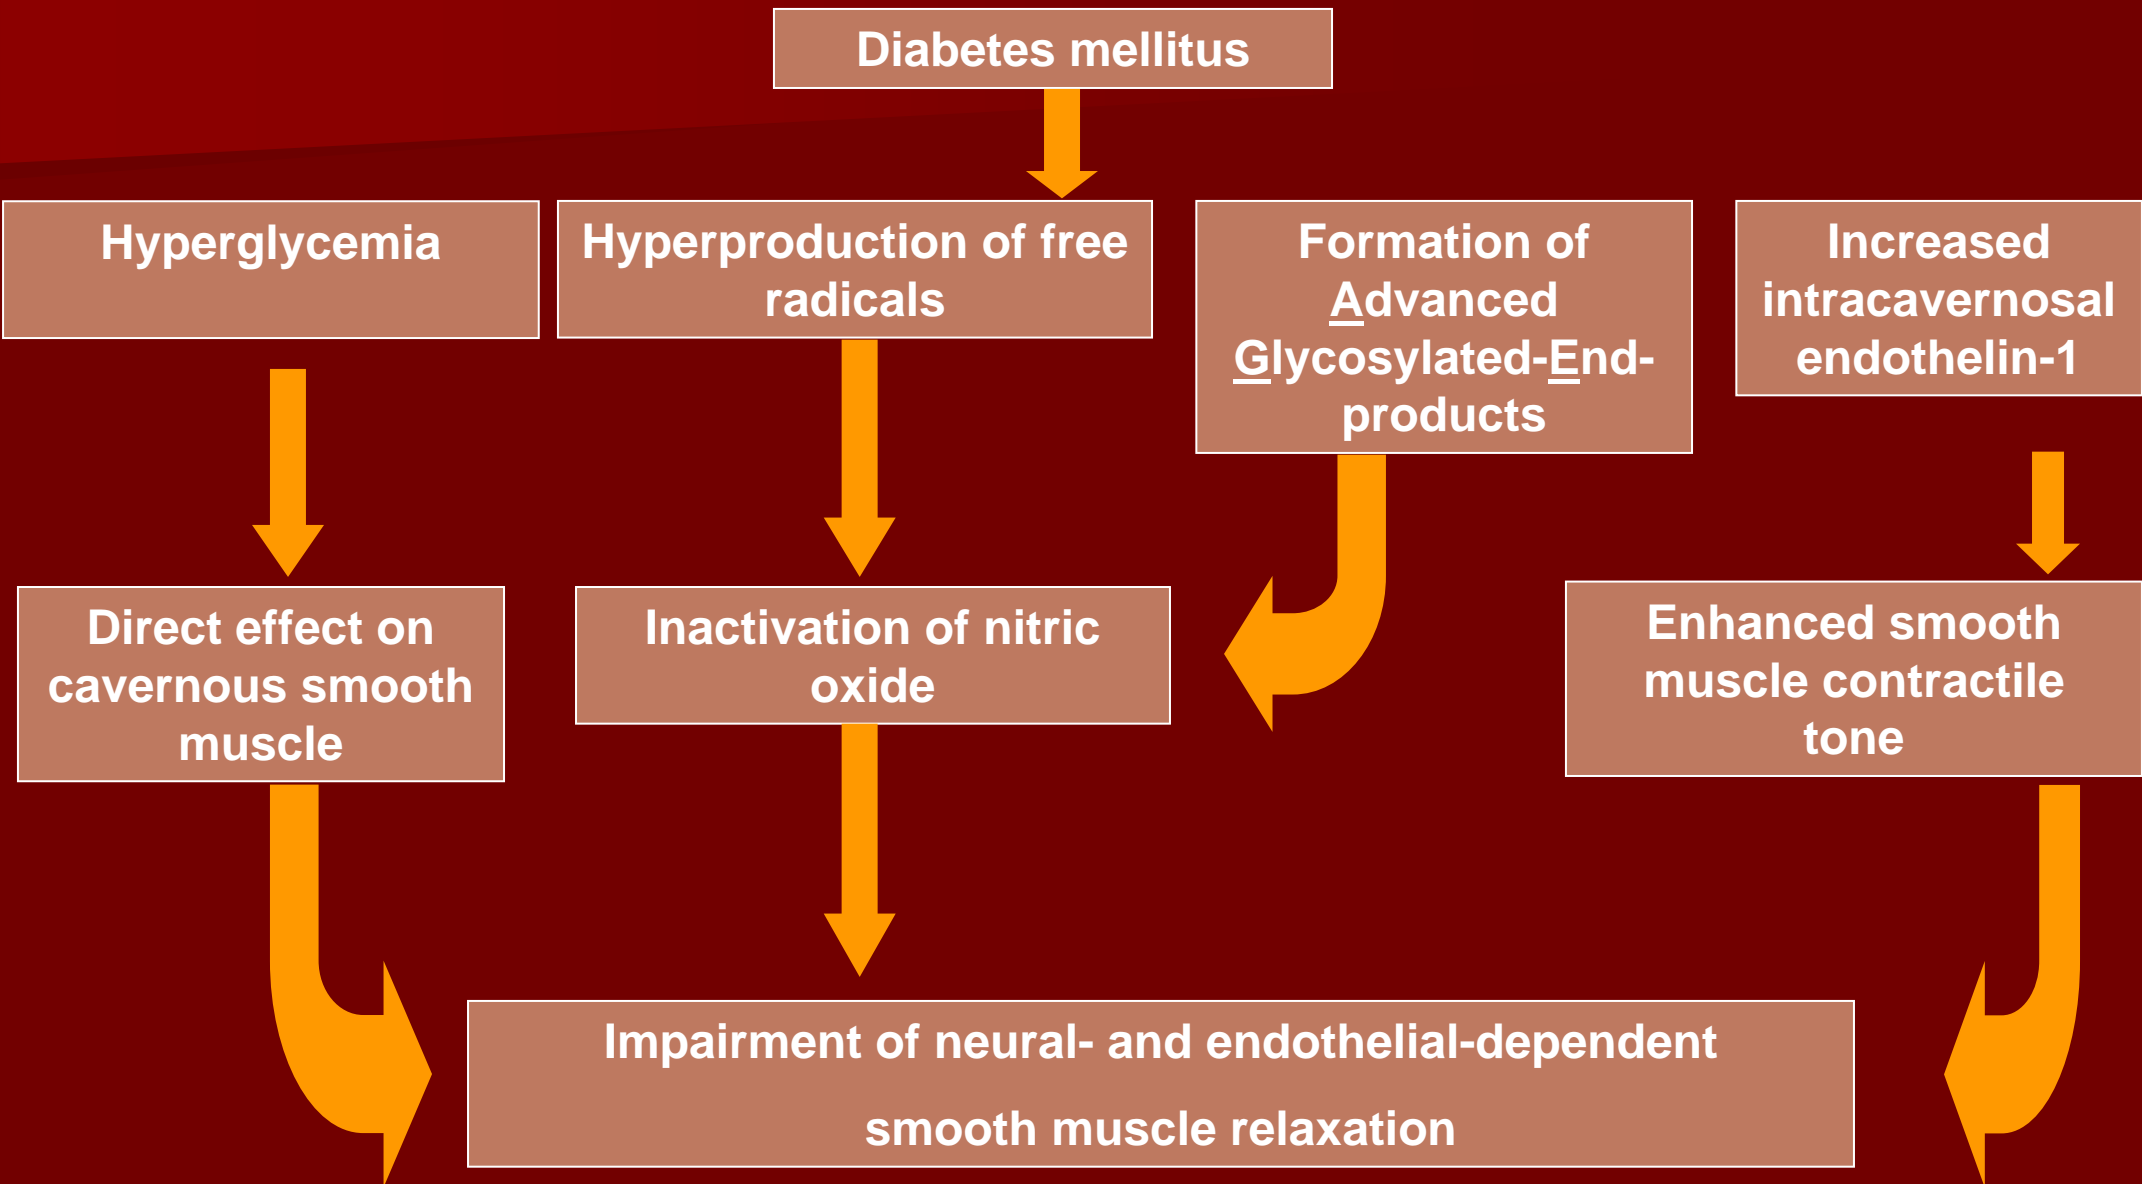 Diabetes mellitus
Hyperglycemia
Hyperproduction of free
radicals
Formation of
Advanced
Glycosylated-End-
products
Increased
intracavernosal
endothelin-1
Direct effect on
cavernous smooth
muscle
Inactivation of nitric
oxide
Enhanced smooth
muscle contractile
tone
Impairment of neural- and endothelial-dependent
smooth muscle relaxation